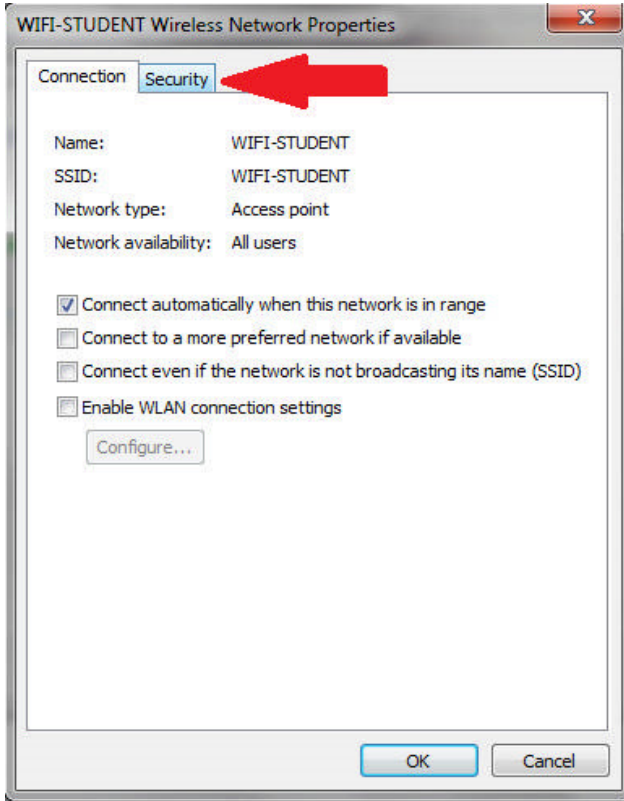 WIFI-STUDENT Wireless Network Properties
Connection Security
Name: WIFI-STUDENT
SSID: WIFI-STUDENT
Network type: Access point
Network availability: All users
Connect automatically when this network is in range
Connect to a more preferred network if available
Connect even if the network is not broadcasting its name (SSID)
Enable WLAN connection settings
Configure...
OK Cancel